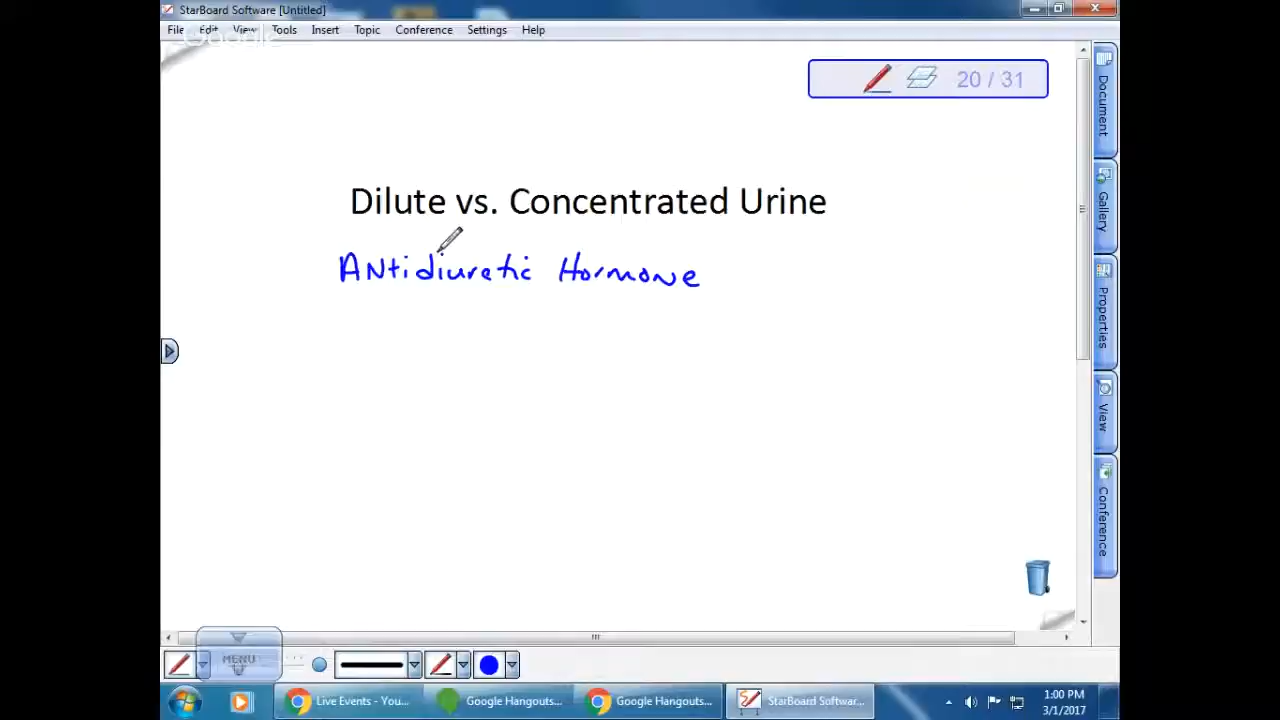 StarBoard Software [Untitled]
File Edit View Tools Insert Topic Conference Settings Help
Google
20 / 31
Document
Gallery
Properties
View
Conference
Dilute vs. Concentrated Urine
ANtidiuretic Hormone
MENU
Live Events - You...
Google Hangouts...
Google Hangouts...
StarBoard Softwar...
1:00 PM
3/1/2017